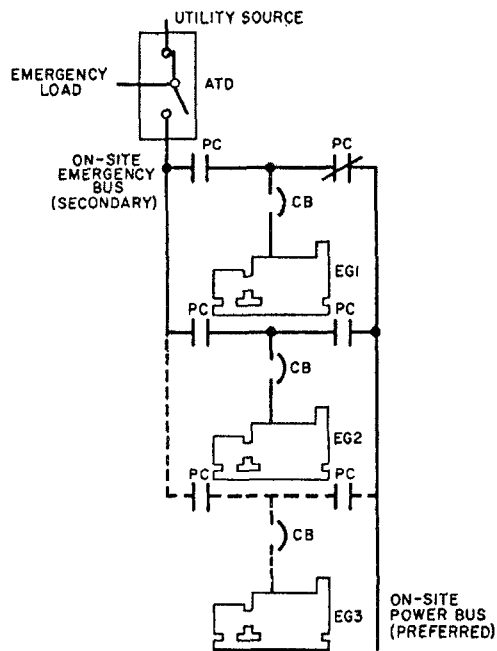 UTILITY SOURCE
EMERGENCY
LOAD
ATD
ON-SITE
EMERGENCY
BUS
(SECONDARY)
PC
PC
CB
EG1
PC
PC
CB
EG2
PC
PC
CB
EG3
ON-SITE
POWER BUS
(PREFERRED)